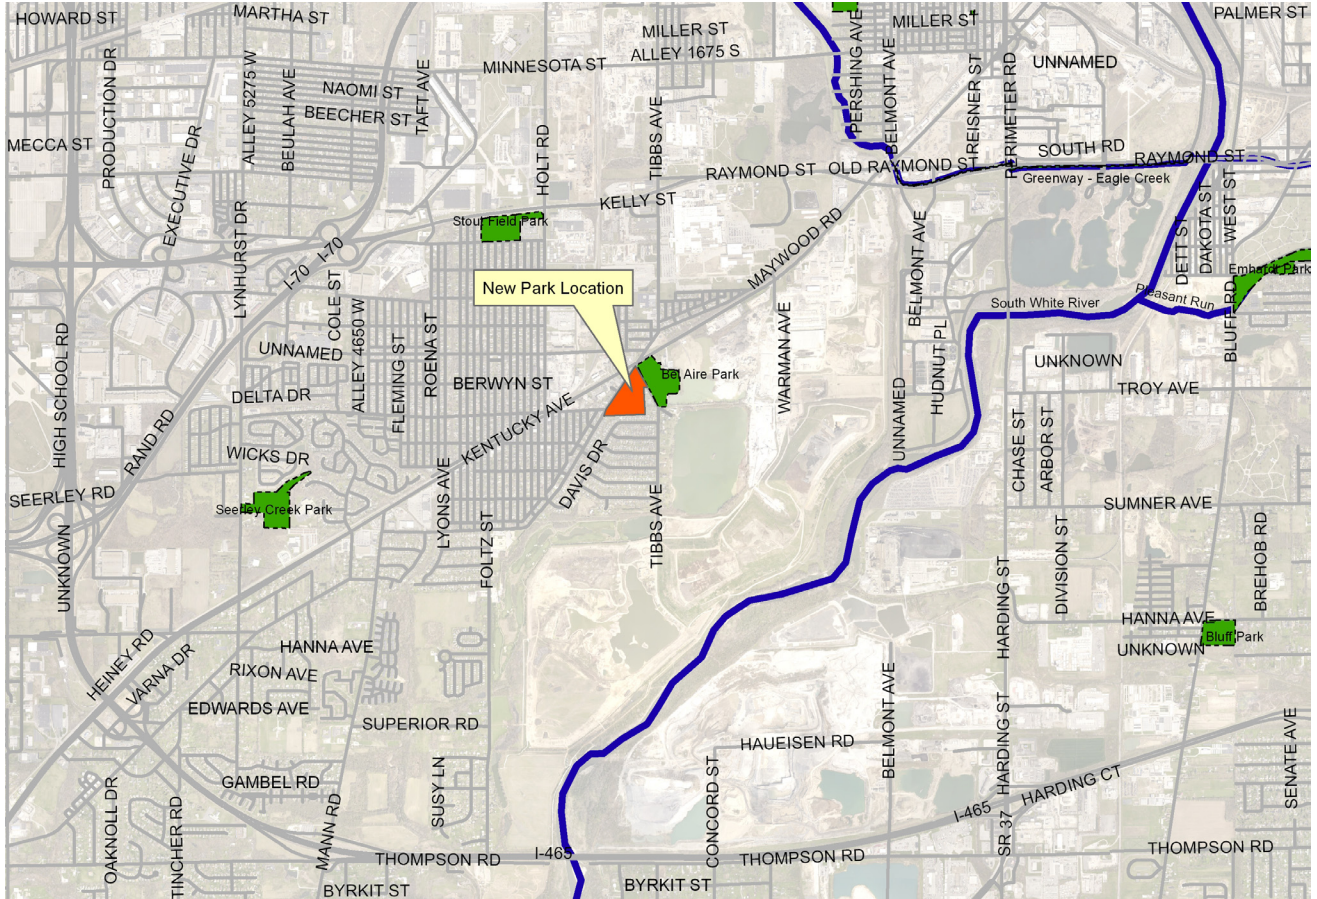 HOWARD ST
MARTHA ST
MILLER ST
PALMER ST
MILLER ST
ALLEY 1675 S
MINNESOTA ST
UNNAMED
PRODUCTION DR
ALLEY 5275 W
BEULAH AVE
NAOMI ST
BEECHER ST
TAFT AVE
TIBBS AVE
PERSHING AVE
BELMONT AVE
REISNER ST
PERIMETER RD
MECCA ST
EXECUTIVE DR
HOLT RD
SOUTH RD
RAYMOND ST
RAYMOND ST
OLD RAYMOND ST
Greenway - Eagle Creek
KELLY ST
Stout Field Park
LYNHURST DR
I-70
I-70
MAYWOOD RD
BELMONT AVE
DETT ST
DAKOTA ST
WEST ST
Emhardt Park
New Park Location
COLE ST
ALLEY 4650 W
FLEMING ST
ROENA ST
South White River
Pleasant Run
BLUFF RD
HIGH SCHOOL RD
UNNAMED
WARMAN AVE
HUDNUT PL
UNKNOWN
BERWYN ST
Bel Aire Park
TROY AVE
DELTA DR
KENTUCKY AVE
UNNAMED
CHASE ST
ARBOR ST
RAND RD
WICKS DR
DAVIS DR
SEERLEY RD
Seerley Creek Park
LYONS AVE
FOLTZ ST
TIBBS AVE
SUMNER AVE
UNKNOWN
DIVISION ST
BREHOB RD
HARDING ST
HANNA AVE
Bluff Park
UNKNOWN
HEINEY RD
VARNA DR
HANNA AVE
RIXON AVE
EDWARDS AVE
SUPERIOR RD
BELMONT AVE
HAUEISEN RD
HARDING ST
SENATE AVE
GAMBEL RD
SUSY LN
CONCORD ST
HARDING CT
I-465
OAKNOLL DR
TINCHER RD
MANN RD
SR 37
THOMPSON RD
I-465
THOMPSON RD
BYRKIT ST
BYRKIT ST